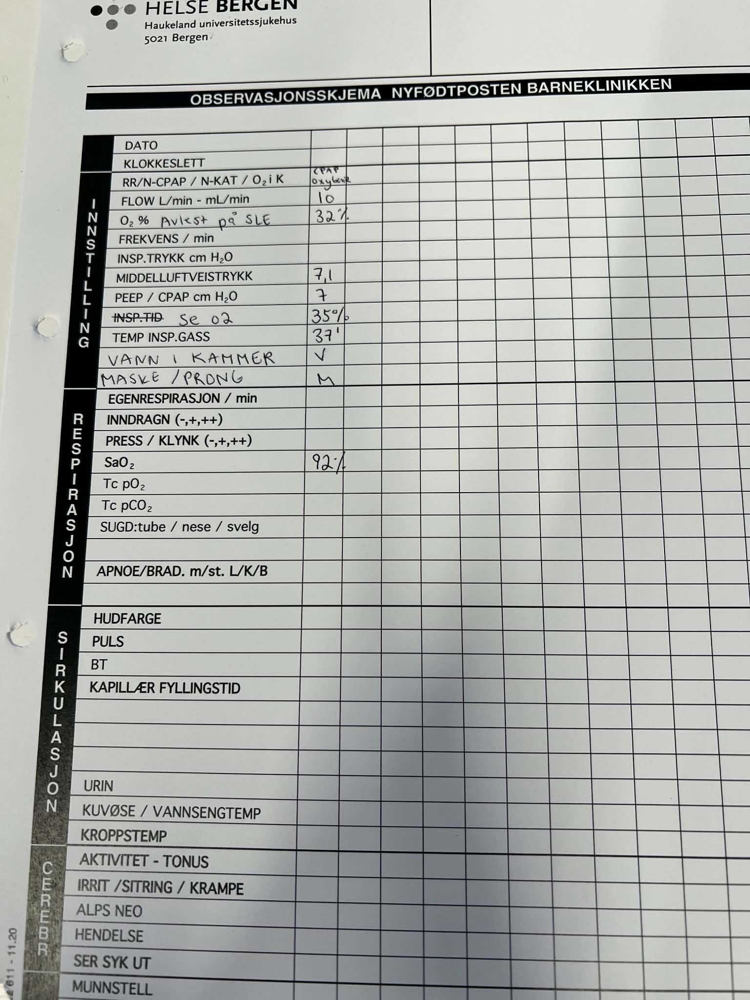 HELSE BERGEN
Haukeland universitetssjukehus
5021 Bergen
OBSERVASJONSSKJEMA NYFØDTPOSTEN BARNEKLINIKKEN
DATO
KLOKKESLETT
INNSTILLING
RR/N-CPAP / N-KAT / O₂ i K CPAP
FLOW L/min - mL/min 10
O₂ % Avlest på SLE 32%
FREKVENS / min
INSP.TRYKK cm H₂O
MIDDELLUFTVEISTRYKK 7,1
PEEP / CPAP cm H₂O 7
INSP.TID se o2 35%
TEMP INSP.GASS 37'
VANN I KAMMER V
MASKE / PRONG M
RESPIRASJON
EGENRESPIRASJON / min
INNDRAGN (-,+,++)
PRESS / KLYNK (-,+,++)
SaO₂ 92%
Tc pO₂
Tc pCO₂
SUGD:tube / nese / svelg
APNOE/BRAD. m/st. L/K/B
SIRKULASJON
HUDFARGE
PULS
BT
KAPILLÆR FYLLINGSTID
URIN
KUVØSE / VANNSENGTEMP
KROPPSTEMP
CEREBR
AKTIVITET - TONUS
IRRIT /SITRING / KRAMPE
ALPS NEO
HENDELSE
SER SYK UT
MUNNSTELL
611 - 11.20